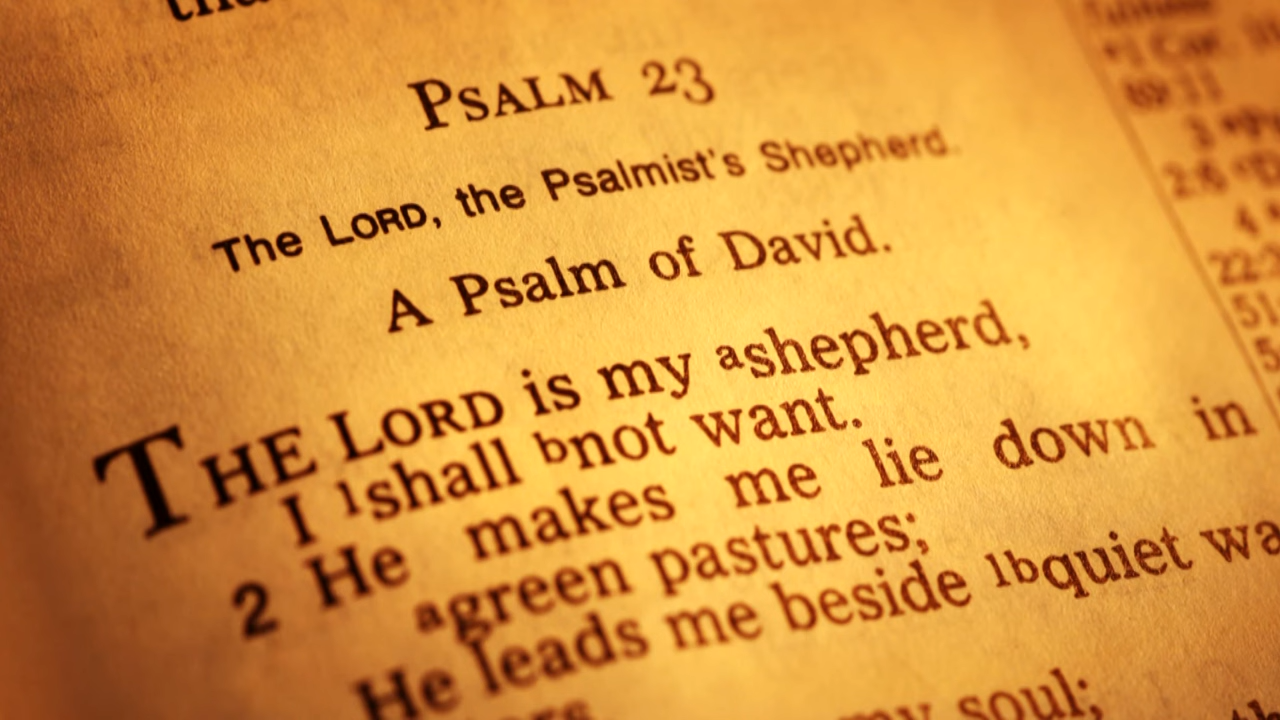 PSALM 23
The LORD, the Psalmist's Shepherd.
A Psalm of David.
THE LORD is my ashepherd,
I 1shall bnot want.
2 He makes me lie down in
agreen pastures;
He leads me beside 1bquiet wa
my soul;